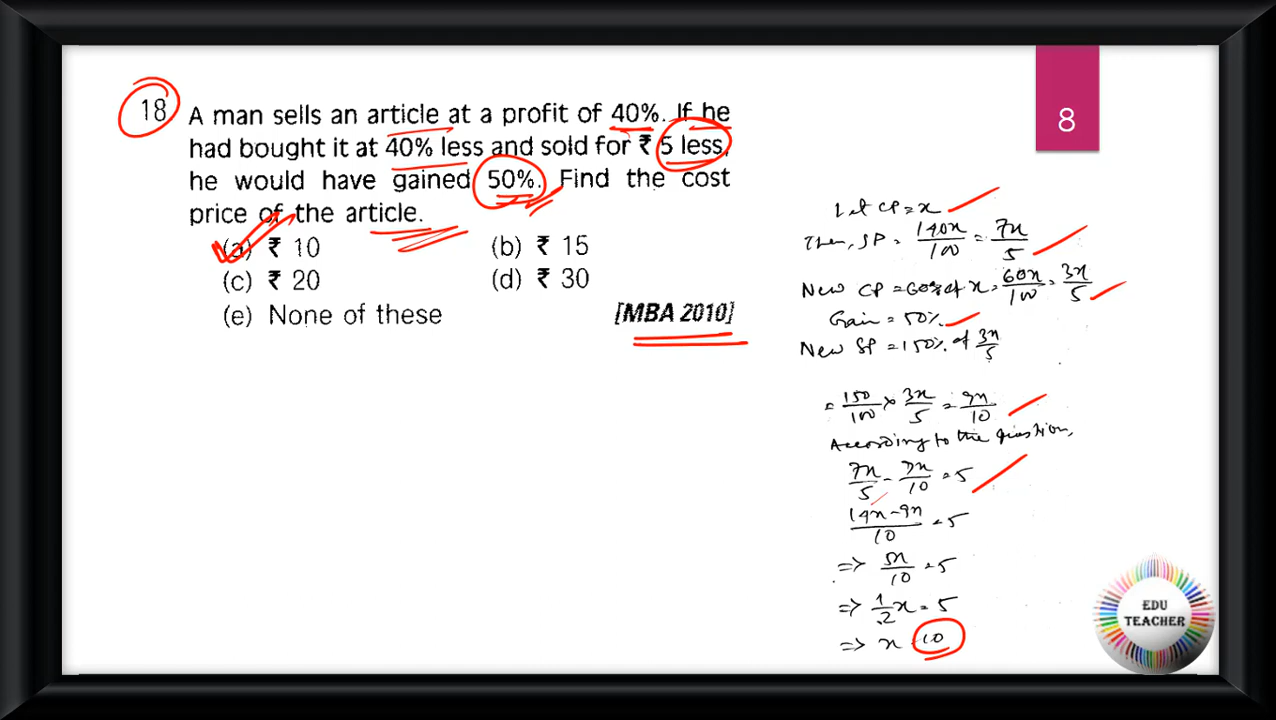 8
18 A man sells an article at a profit of 40%. If he
had bought it at 40% less and sold for ₹ 5 less,
he would have gained 50%. Find the cost
price of the article.
(a) ₹ 10 (b) ₹ 15
(c) ₹ 20 (d) ₹ 30
(e) None of these [MBA 2010]
Let CP = x
Then, SP = 140x/100 = 7x/5
New CP = 60% of x = 60x/100 = 3x/5
Gain = 50%
New SP = 150% of 3x/5
= 150/100 × 3x/5 = 9x/10
According to the question,
7x/5 - 9x/10 = 5
14x - 9x/10 = 5
=> 5x/10 = 5
=> 1/2 x = 5
=> x 10
EDU
TEACHER